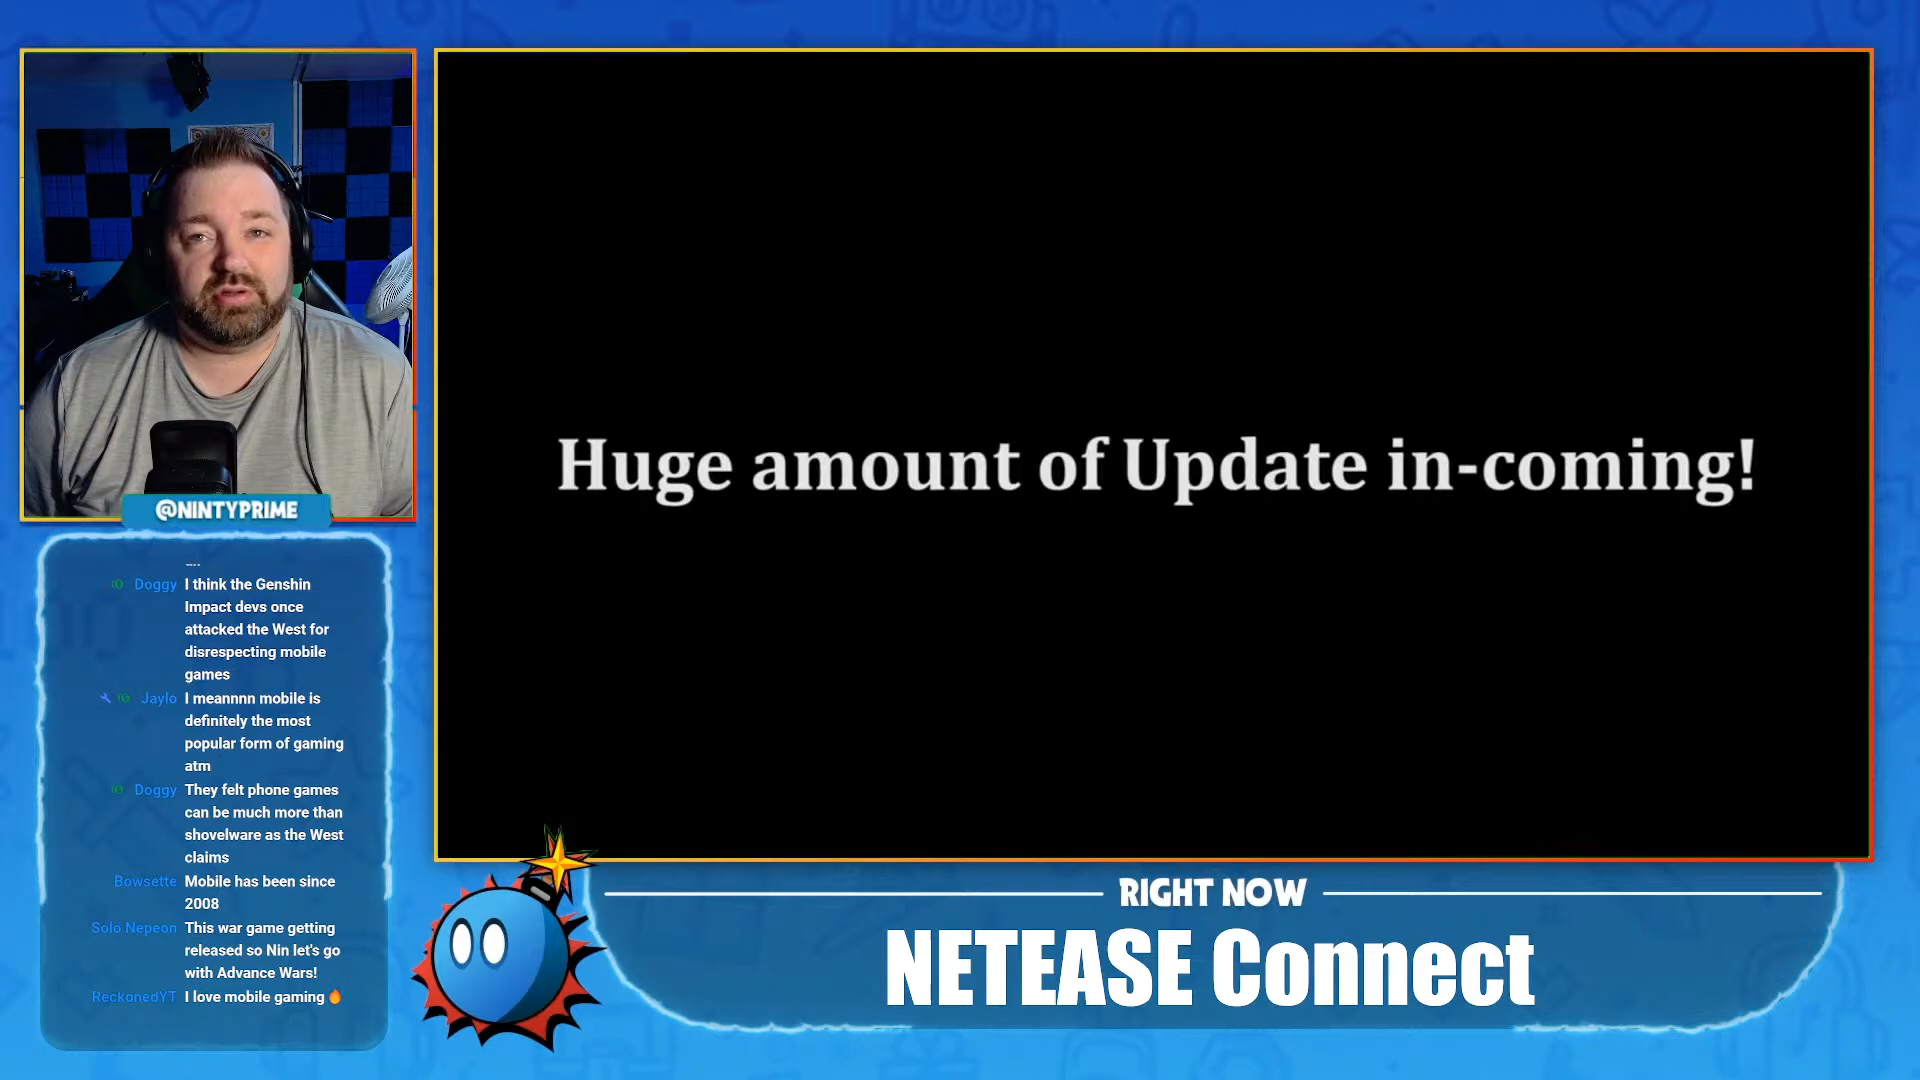 Huge amount of Update in-coming!
@NINTYPRIME
Doggy I think the Genshin
Impact devs once
attacked the West for
disrespecting mobile
games
Jaylo I meannnn mobile is
definitely the most
popular form of gaming
atm
Doggy They felt phone games
can be much more than
shovelware as the West
claims
Bowsette Mobile has been since
2008
Solo Nepeon This war game getting
released so Nin let's go
with Advance Wars!
ReckonedYT I love mobile gaming 🔥
RIGHT NOW
NETEASE Connect